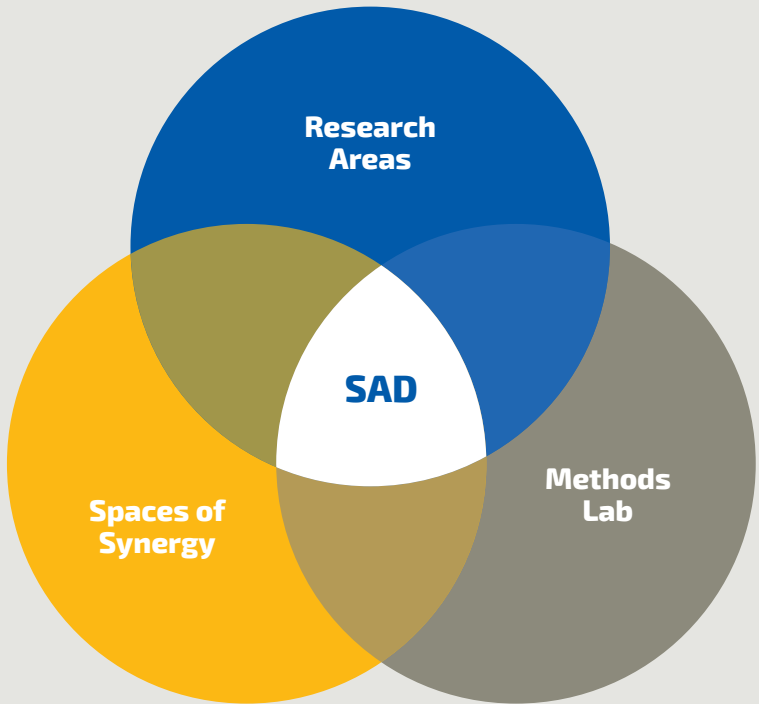 Research
Areas
SAD
Methods
Lab
Spaces of
Synergy